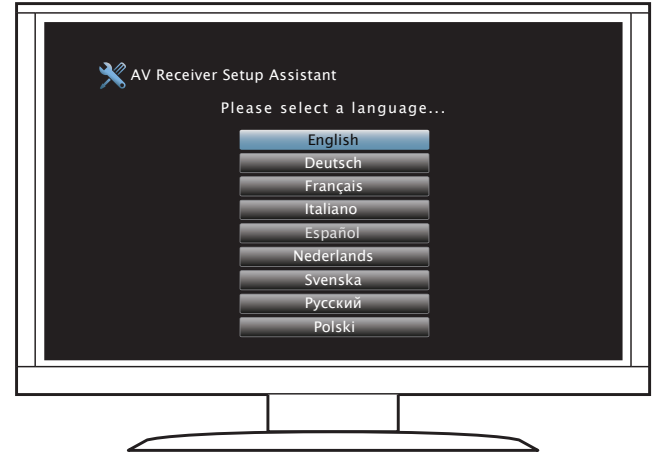 AV Receiver Setup Assistant
Please select a language...
English
Deutsch
Français
Italiano
Español
Nederlands
Svenska
Русский
Polski